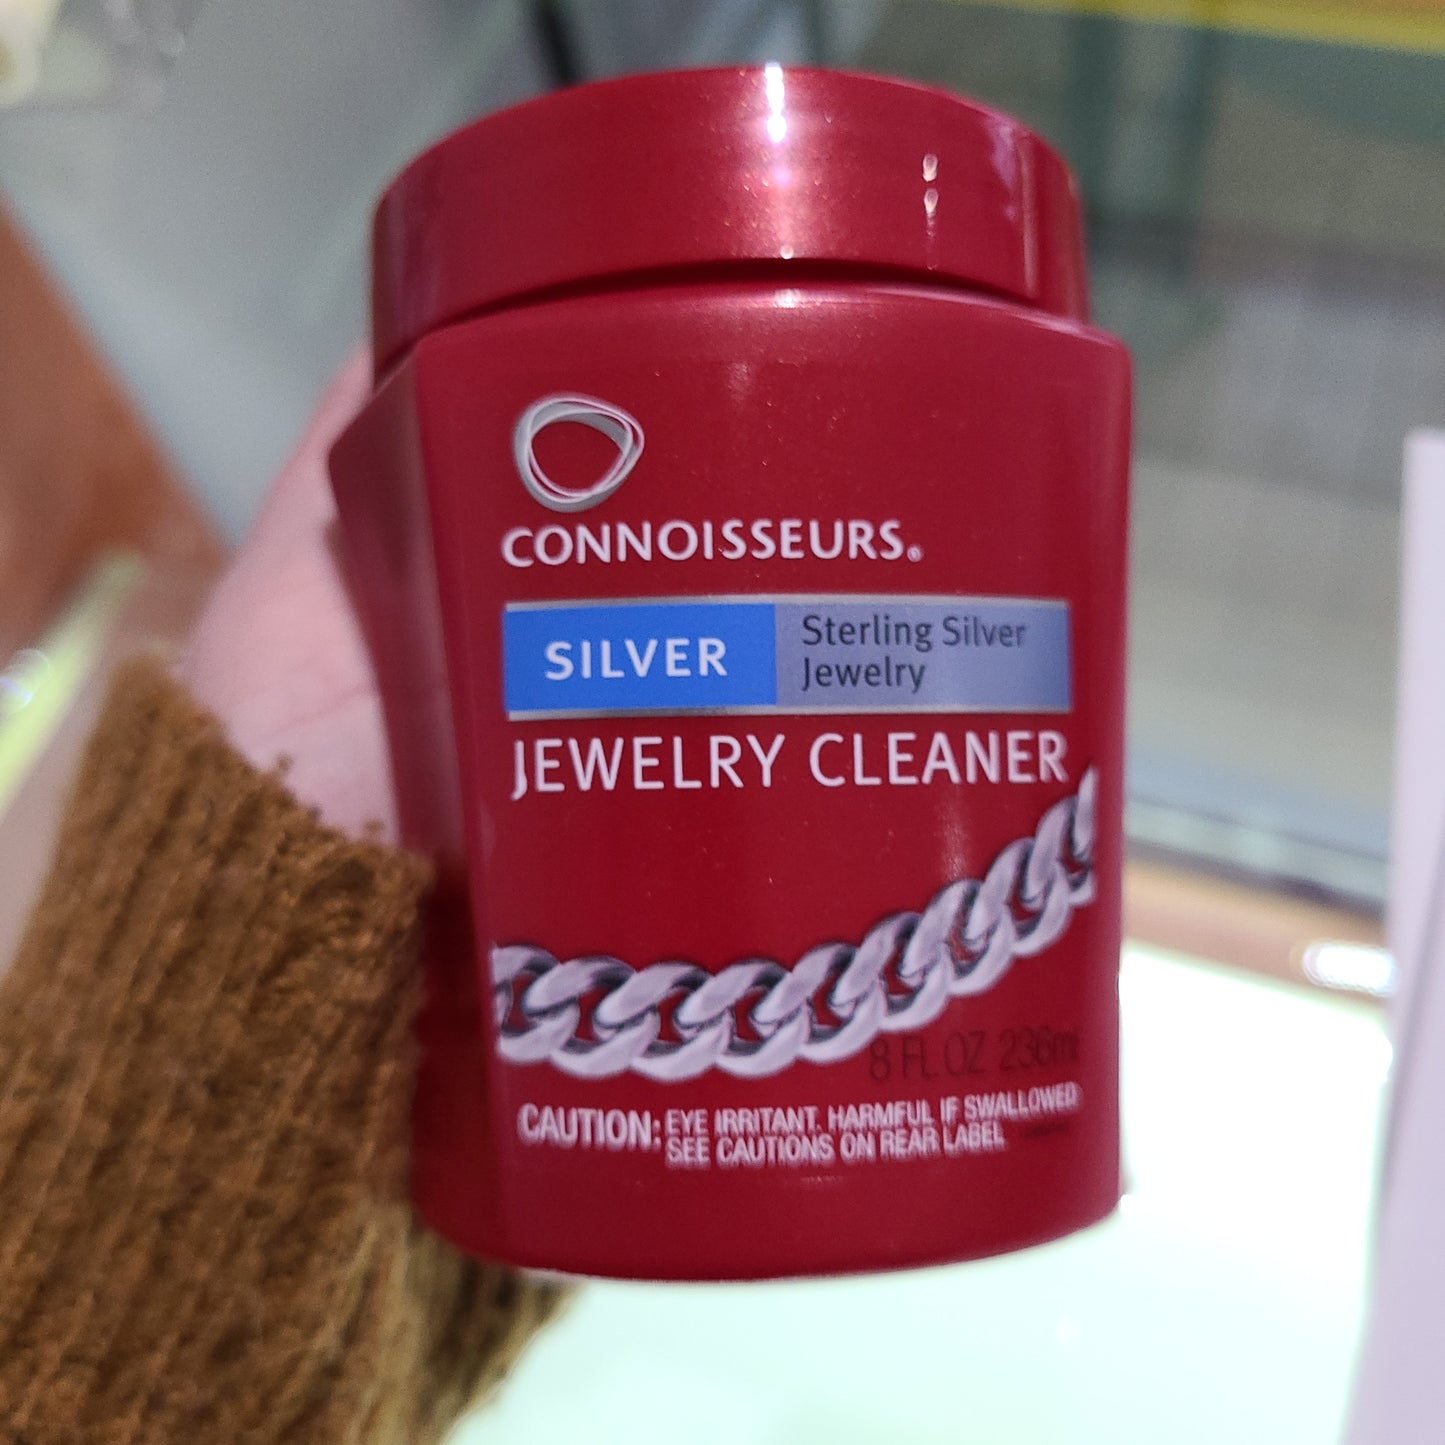 CONNOISSEURS®
SILVER
Sterling Silver
Jewelry
JEWELRY CLEANER
8 FL OZ 236ml
CAUTION: EYE IRRITANT. HARMFUL IF SWALLOWED
SEE CAUTIONS ON REAR LABEL